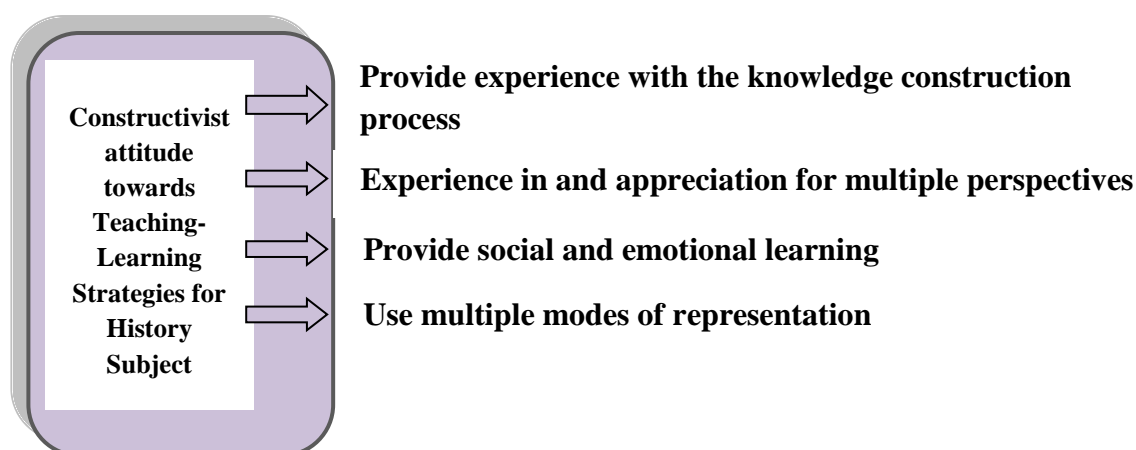 Constructivist
attitude
towards
Teaching-
Learning
Strategies for
History
Subject
Provide experience with the knowledge construction
process
Experience in and appreciation for multiple perspectives
Provide social and emotional learning
Use multiple modes of representation